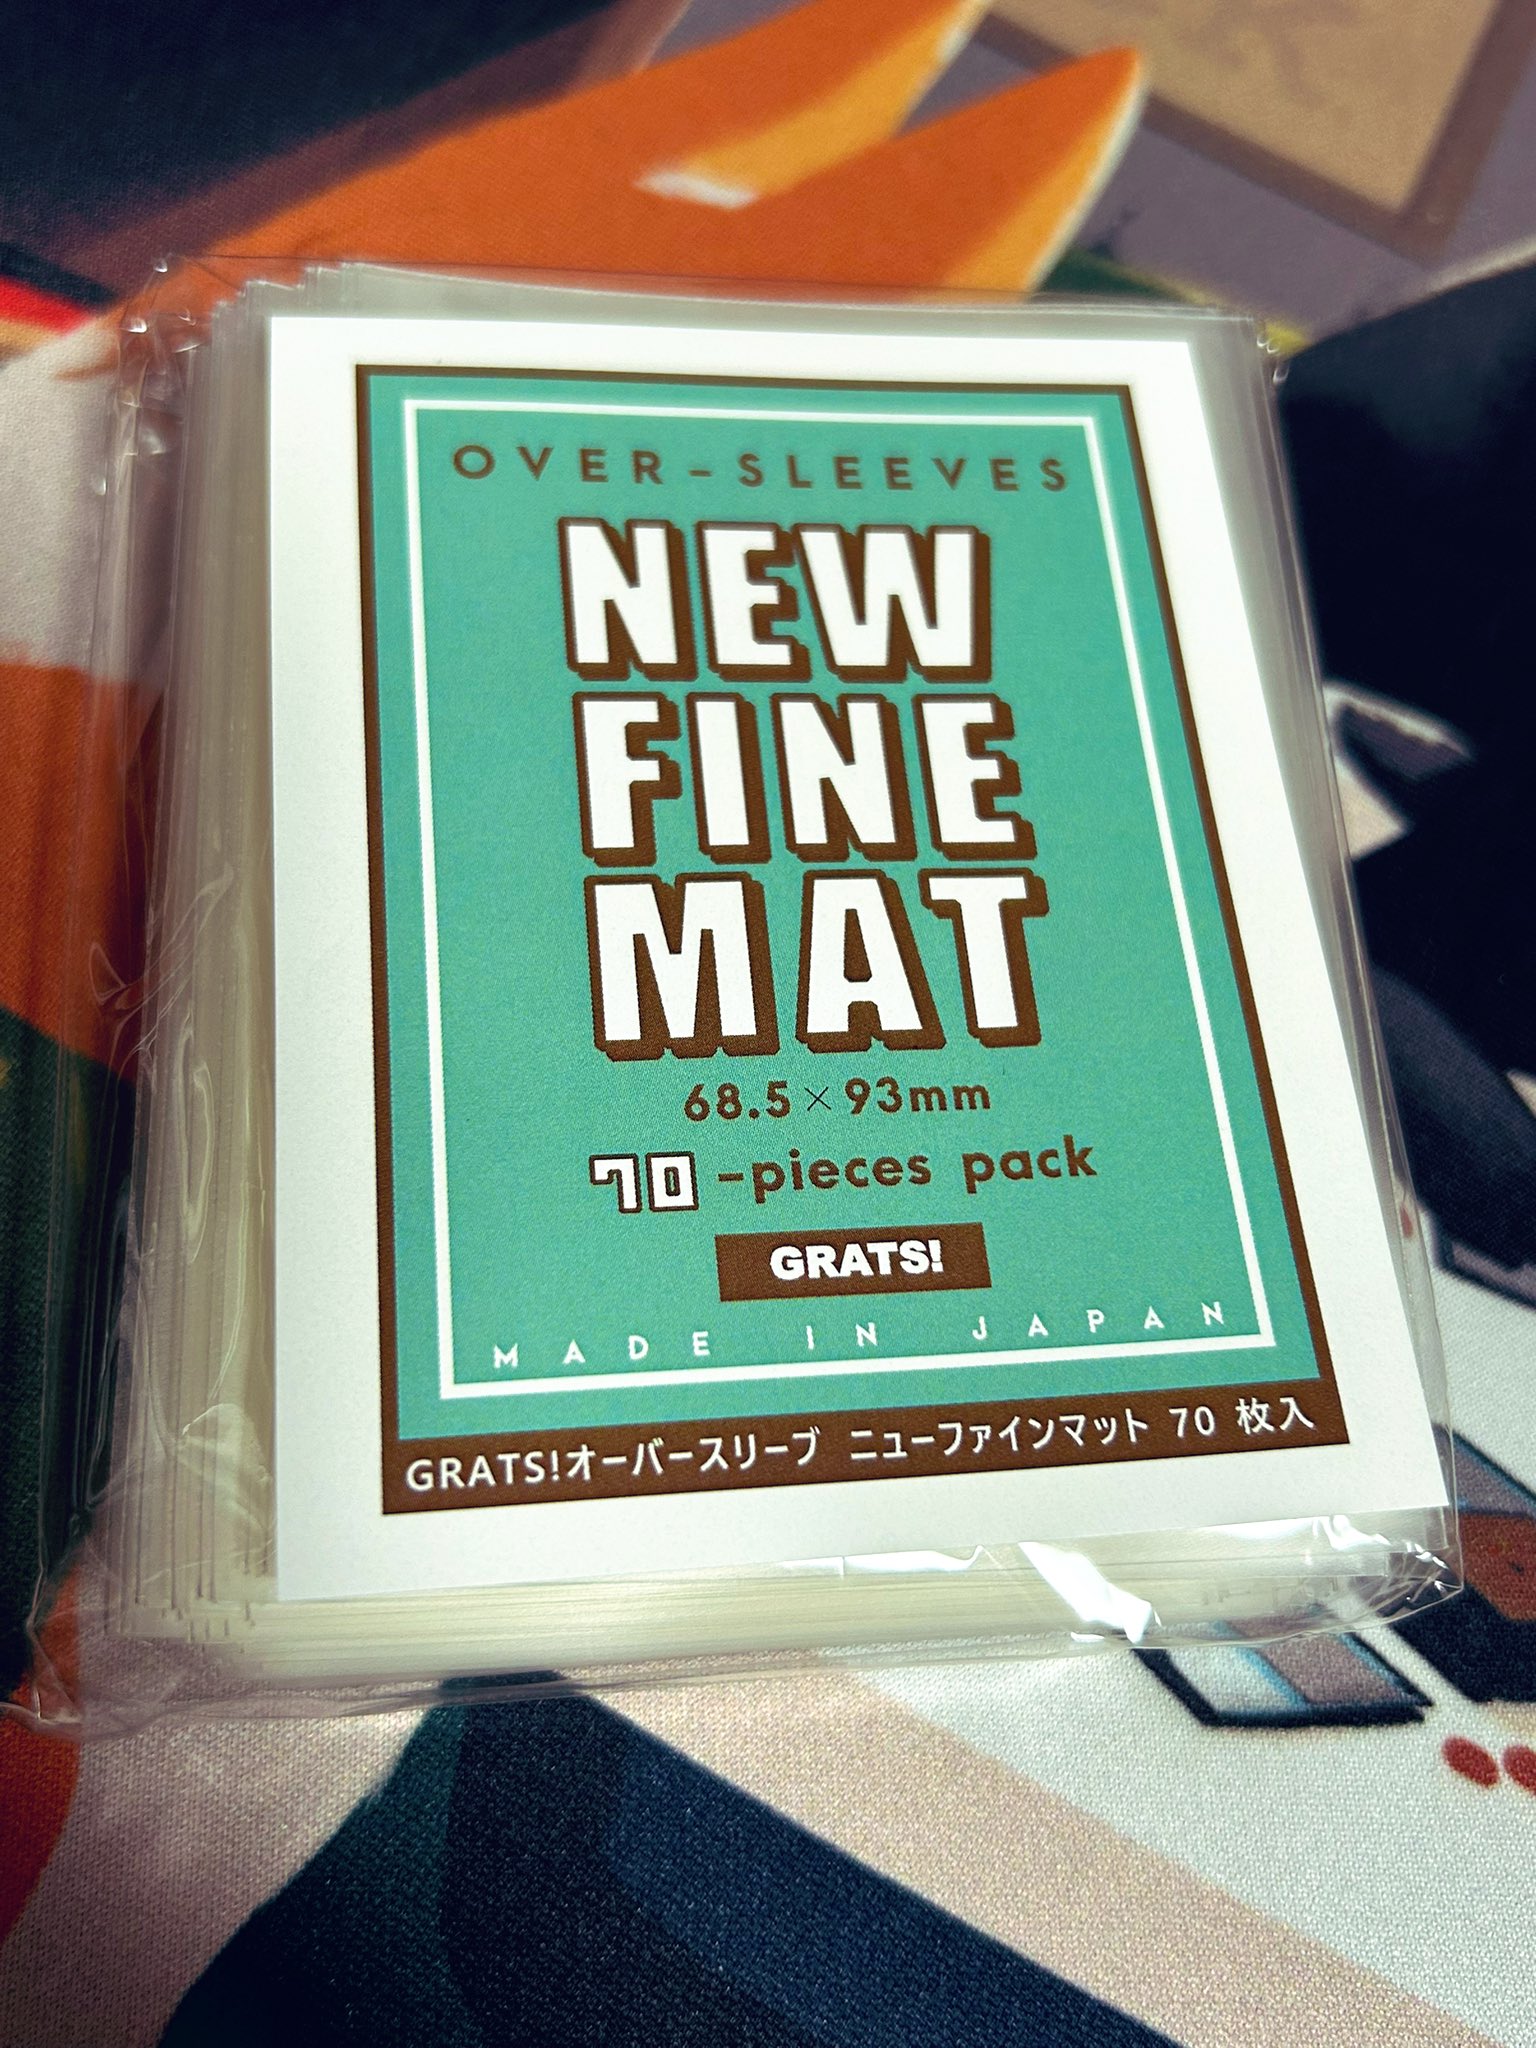 OVER-SLEEVES
NEW
FINE
MAT
68.5×93mm
70-pieces pack
GRATS!
MADE IN JAPAN
GRATS!オーバースリーブ ニューファインマット 70 枚入